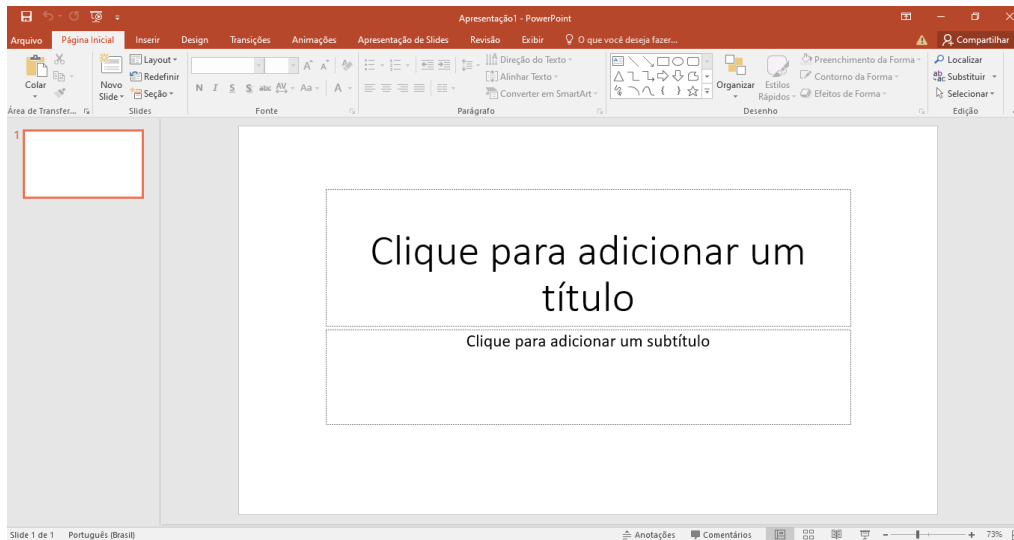 Apresentação1 - PowerPoint
Arquivo Página Inicial Inserir Design Transições Animações Apresentação de Slides Revisão Exibir O que você deseja fazer... Compartilhar
Colar
Área de Transfer...
Novo Slide
Layout
Redefinir
Seção
Slides
N I S S abc AV Aa A
A A
Fonte
Direção do Texto
Alinhar Texto
Converter em SmartArt
Parágrafo
Organizar
Estilos Rápidos
Preenchimento da Forma
Contorno da Forma
Efeitos de Forma
Desenho
Localizar
Substituir
Selecionar
Edição
1
Clique para adicionar um
título
Clique para adicionar um subtítulo
Slide 1 de 1 Português (Brasil) Anotações Comentários 73%